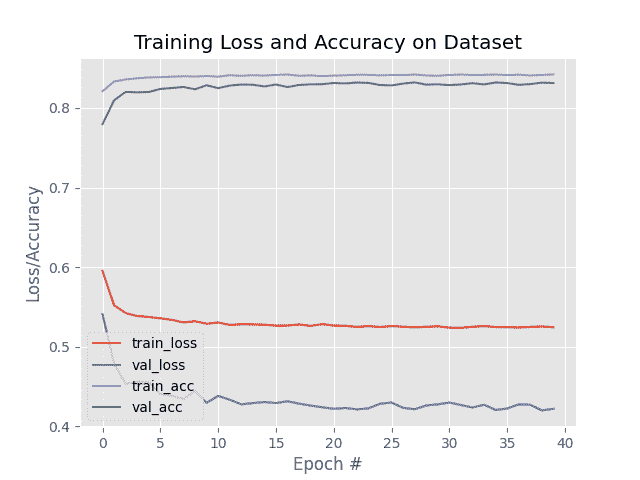 Training Loss and Accuracy on Dataset
Loss/Accuracy
0.8
0.7
0.6
0.5
0.4
train_loss
val_loss
train_acc
val_acc
0 5 10 15 20 25 30 35 40
Epoch #